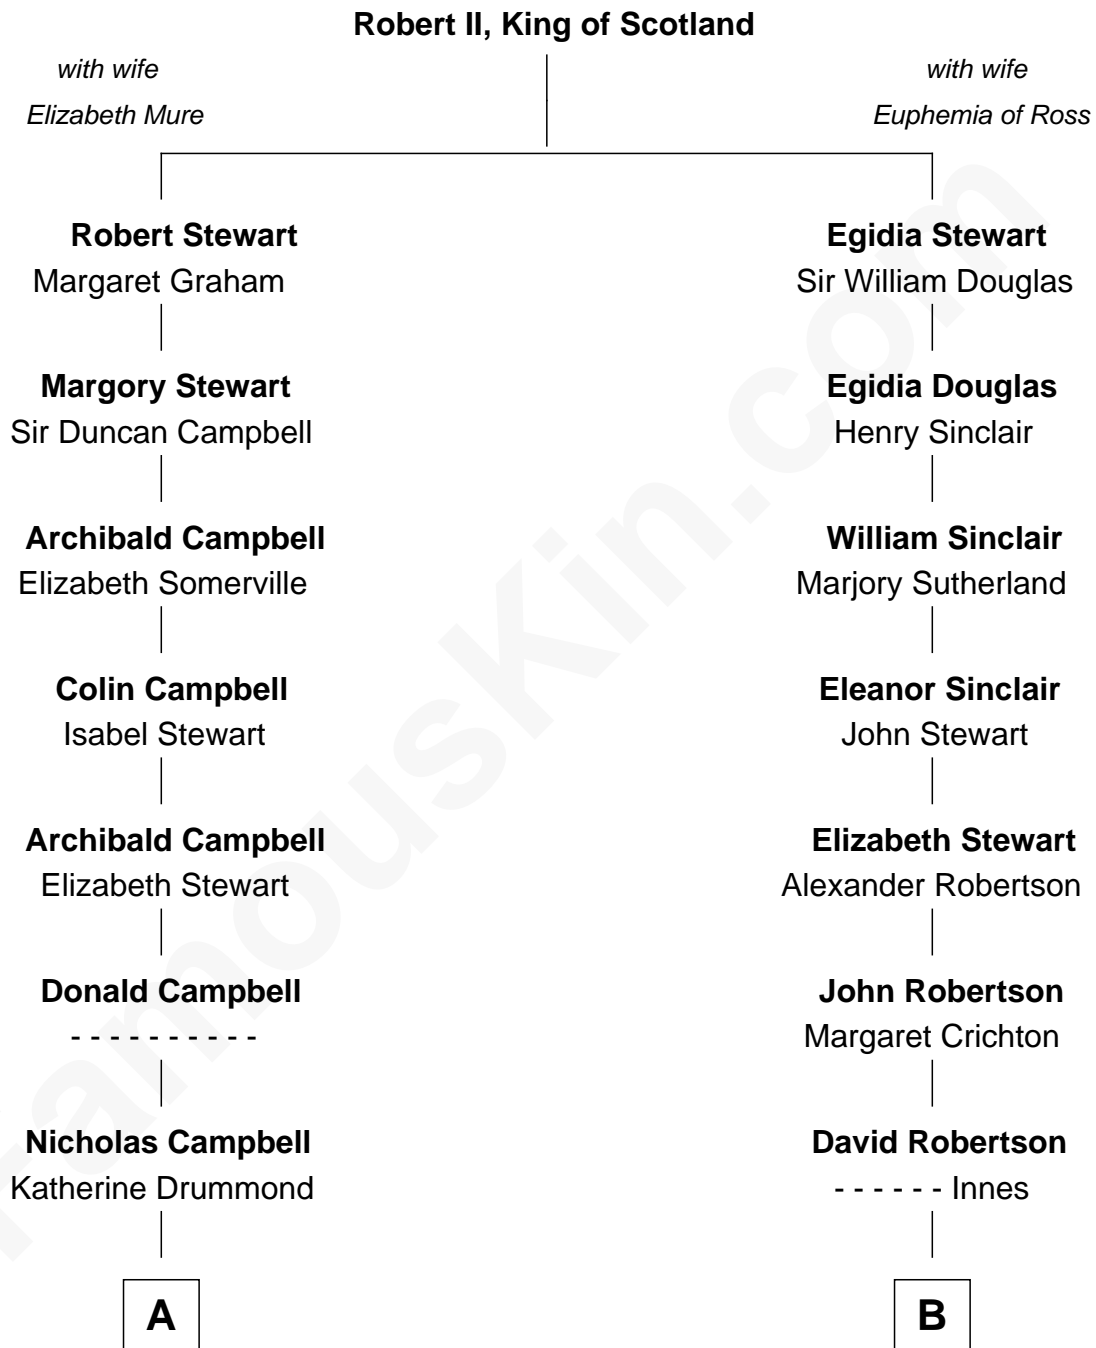 Robert II, King of Scotland
with wife
Elizabeth Mure
with wife
Euphemia of Ross
Robert Stewart
Margaret Graham
Egidia Stewart
Sir William Douglas
Margory Stewart
Sir Duncan Campbell
Egidia Douglas
Henry Sinclair
Archibald Campbell
Elizabeth Somerville
William Sinclair
Marjory Sutherland
Colin Campbell
Isabel Stewart
Eleanor Sinclair
John Stewart
Archibald Campbell
Elizabeth Stewart
Elizabeth Stewart
Alexander Robertson
Donald Campbell
- - - - - - - - - -
John Robertson
Margaret Crichton
Nicholas Campbell
Katherine Drummond
David Robertson
- - - - - - Innes
A
B
FamousKin.com